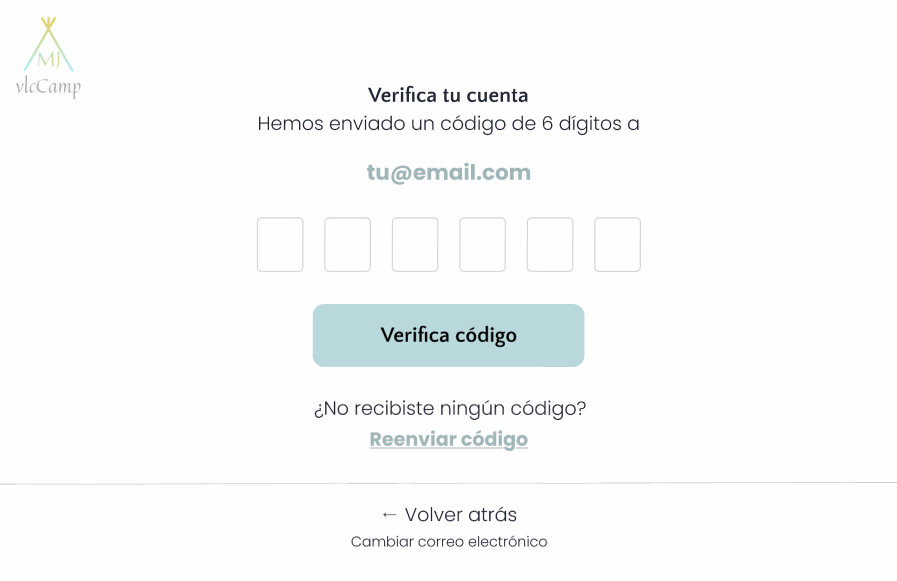 MJ
vlcCamp
Verifica tu cuenta
Hemos enviado un código de 6 dígitos a
tu@email.com
Verifica código
¿No recibiste ningún código?
Reenviar código
← Volver atrás
Cambiar correo electrónico